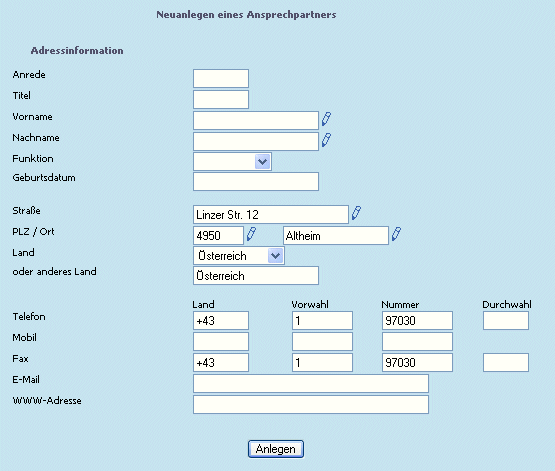 Neuanlegen eines Ansprechpartners
Adressinformation
Anrede
Titel
Vorname
Nachname
Funktion
Geburtsdatum
Straße Linzer Str. 12
PLZ / Ort 4950 Altheim
Land Österreich
oder anderes Land Österreich
Land Vorwahl Nummer Durchwahl
Telefon +43 1 97030
Mobil
Fax +43 1 97030
E-Mail
WWW-Adresse
Anlegen